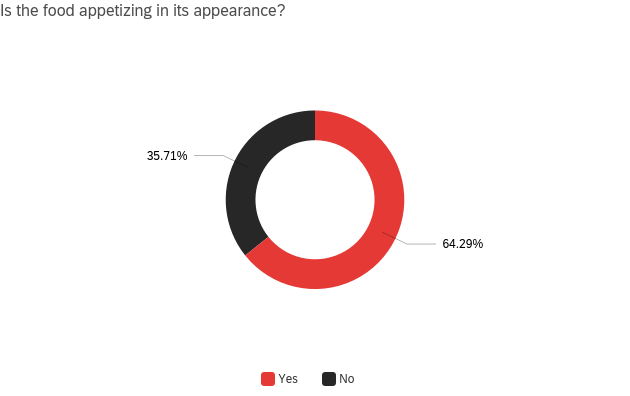 Is the food appetizing in its appearance?
35.71%
64.29%
Yes No